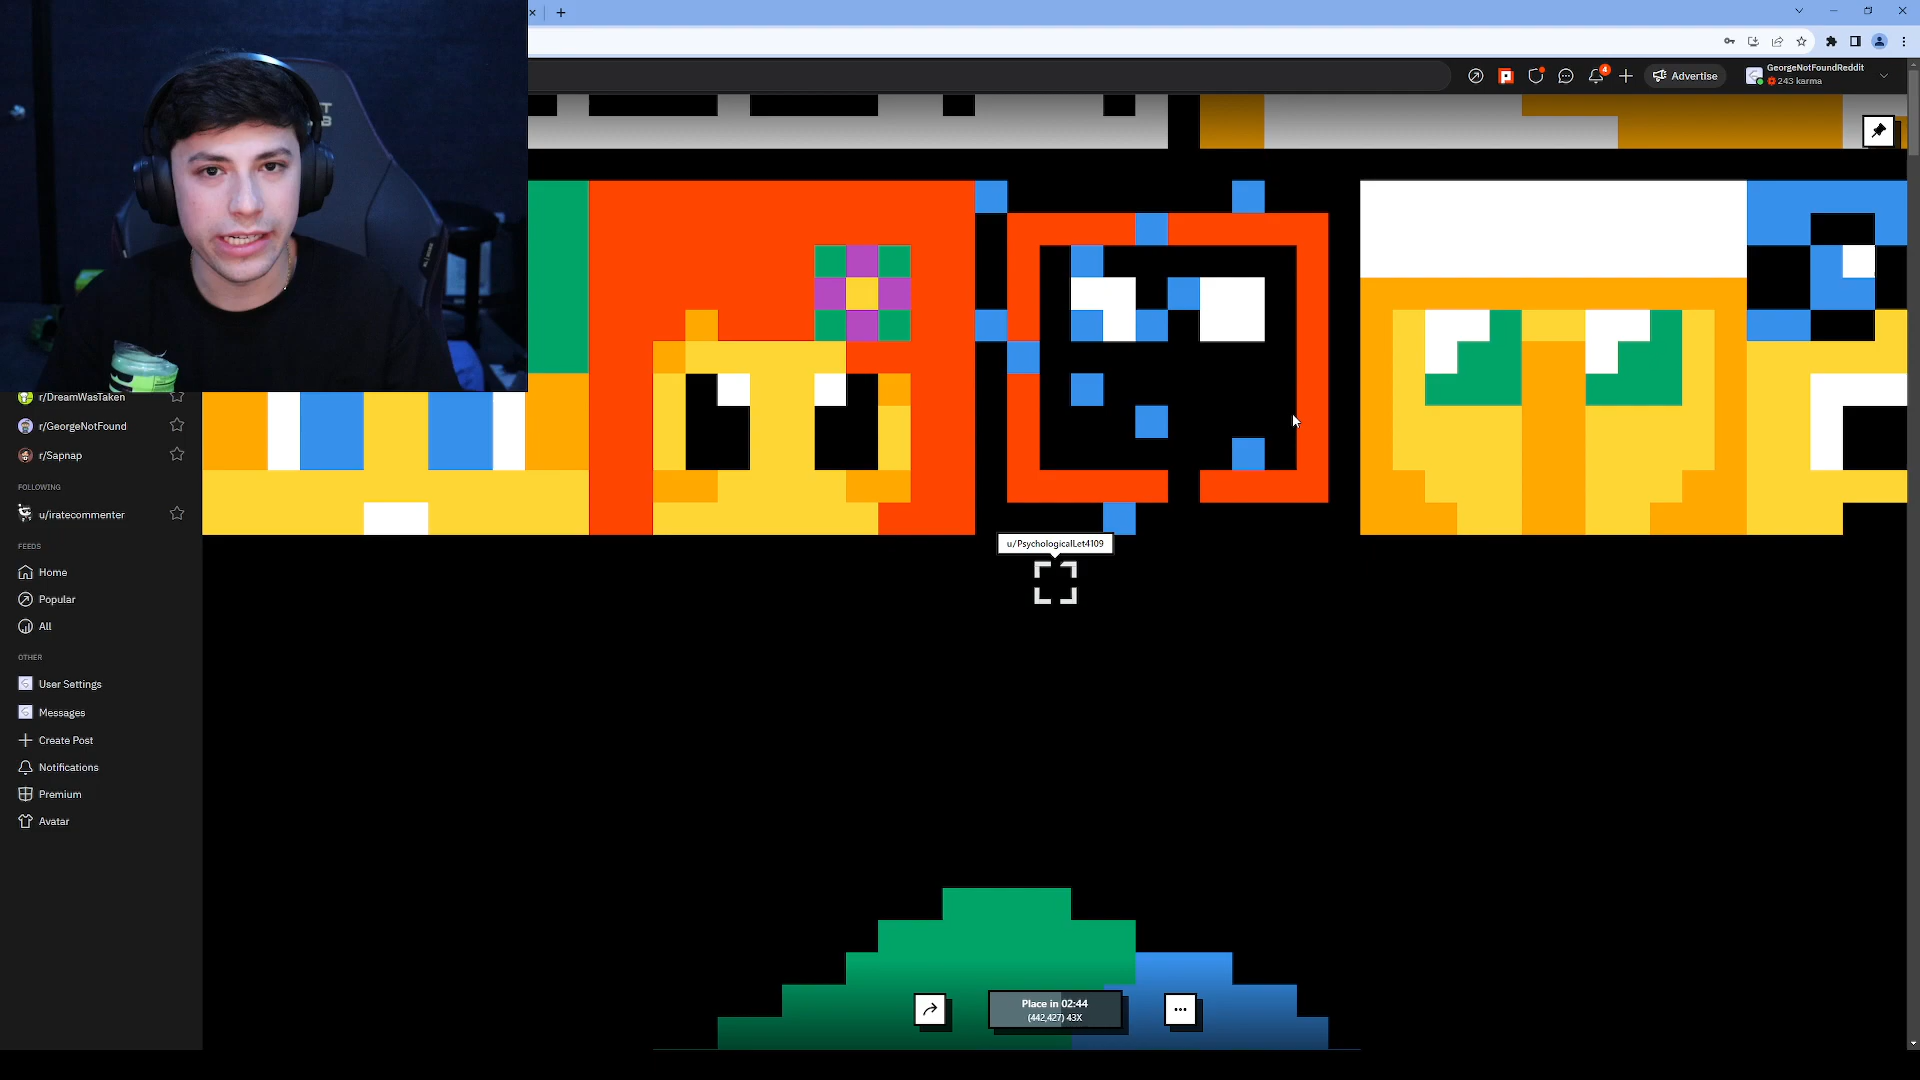 Advertise
GeorgeNotFoundReddit
243 karma
4
r/DreamWasTaken
r/GeorgeNotFound
r/Sapnap
FOLLOWING
u/iratecommenter
FEEDS
Home
Popular
All
OTHER
User Settings
Messages
Create Post
Notifications
Premium
Avatar
u/PsychologicalLet4109
Place in 02:44
(442,427) 43X